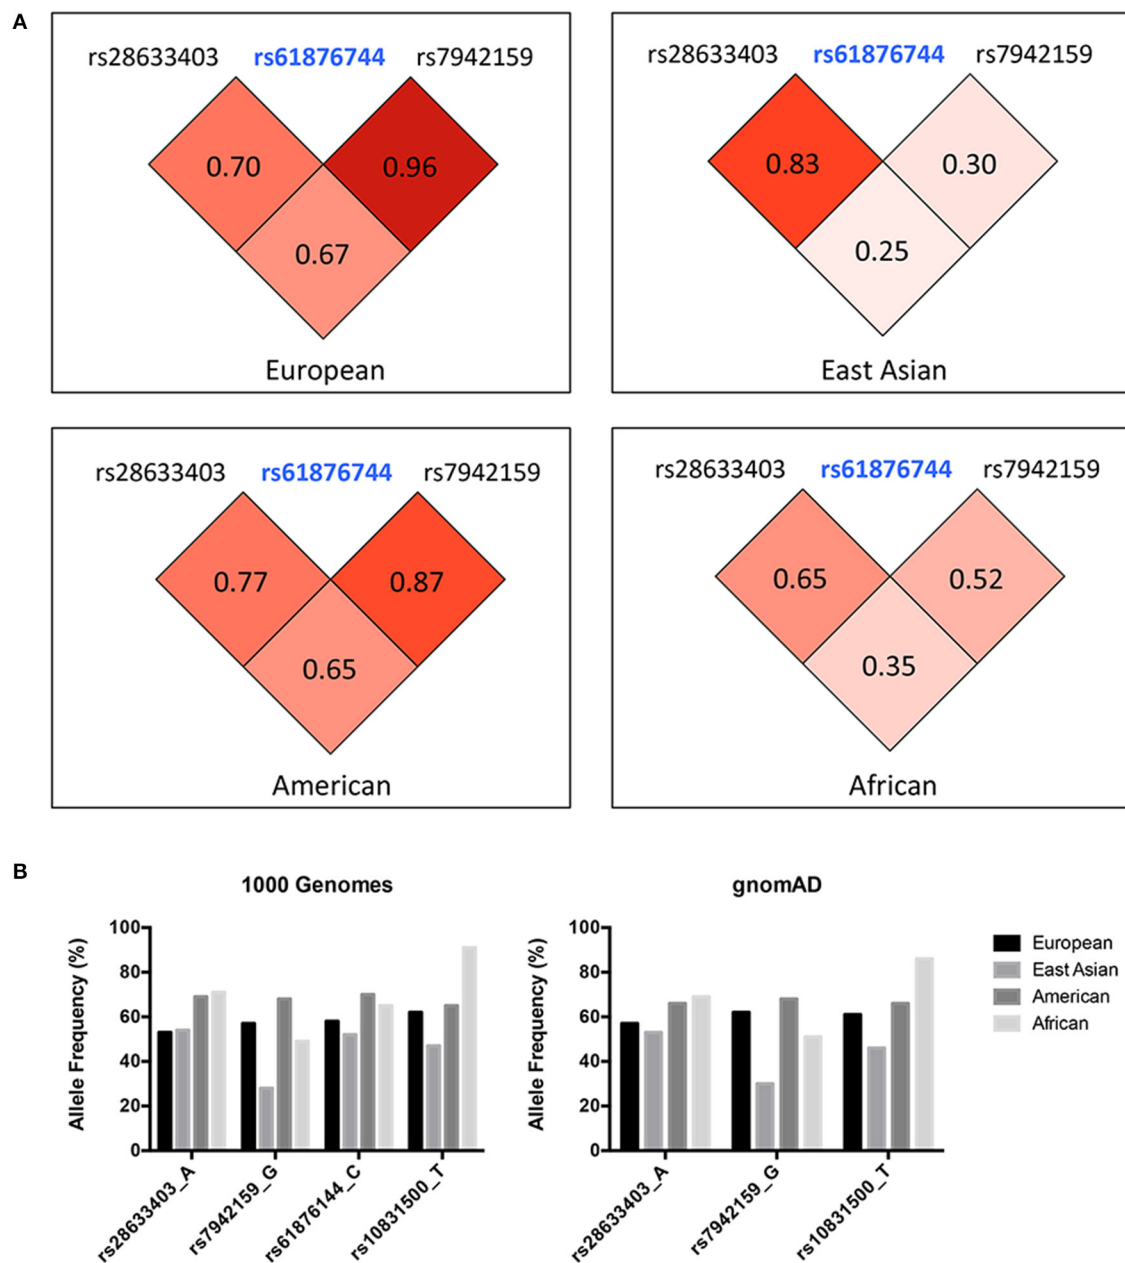 A
rs28633403 rs61876744 rs7942159
0.70
0.96
0.67
European
rs28633403 rs61876744 rs7942159
0.83
0.30
0.25
East Asian
rs28633403 rs61876744 rs7942159
0.77
0.87
0.65
American
rs28633403 rs61876744 rs7942159
0.65
0.52
0.35
African
B
1000 Genomes
Allele Frequency (%)
100
80
60
40
20
0
rs28633403_A
rs7942159_G
rs61876144_C
rs10831500_T
gnomAD
Allele Frequency (%)
100
80
60
40
20
0
rs28633403_A
rs7942159_G
rs10831500_T
European
East Asian
American
African